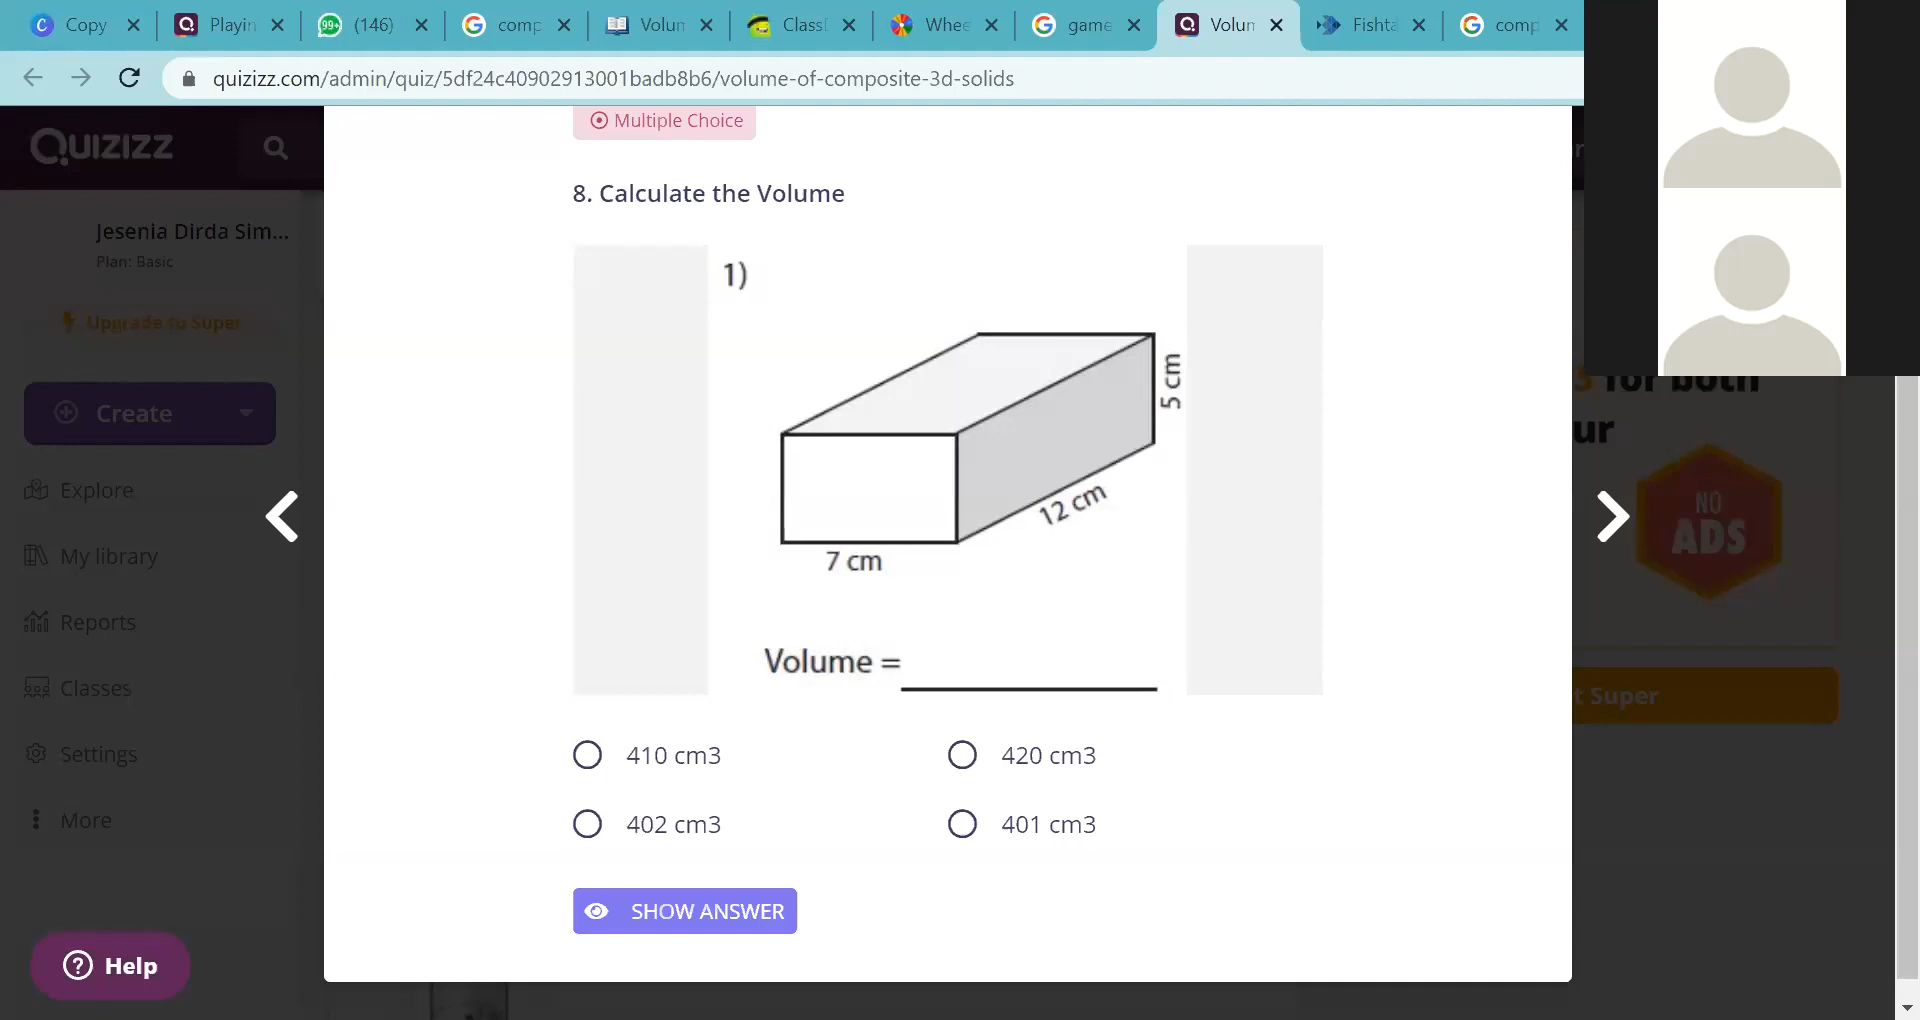 Copy
Playin
99+
(146)
comp
Volun
Class
Whee
game
Volun
Fishta
comp
quizizz.com/admin/quiz/5df24c40902913001badb8b6/volume-of-composite-3d-solids
QUIZIZZ
Multiple Choice
8. Calculate the Volume
Jesenia Dirda Sim...
Plan: Basic
Upgrade to Super
Create
Explore
My library
Reports
Classes
Settings
More
Help
1)
5 cm
12 cm
7 cm
Volume =
410 cm3
420 cm3
402 cm3
401 cm3
SHOW ANSWER
for both
ur
NO
ADS
t Super